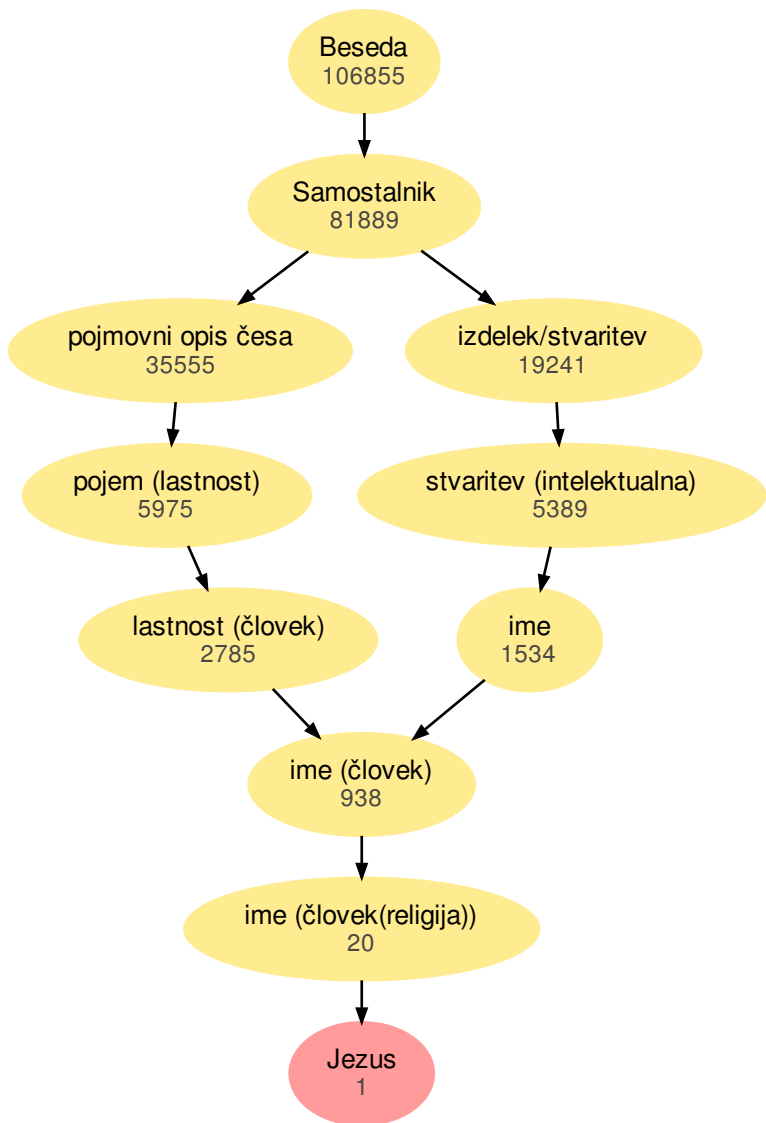 Beseda
106855
Samostalnik
81889
pojmovni opis česa
35555
izdelek/stvaritev
19241
pojem (lastnost)
5975
stvaritev (intelektualna)
5389
lastnost (človek)
2785
ime
1534
ime (človek)
938
ime (človek(religija))
20
Jezus
1